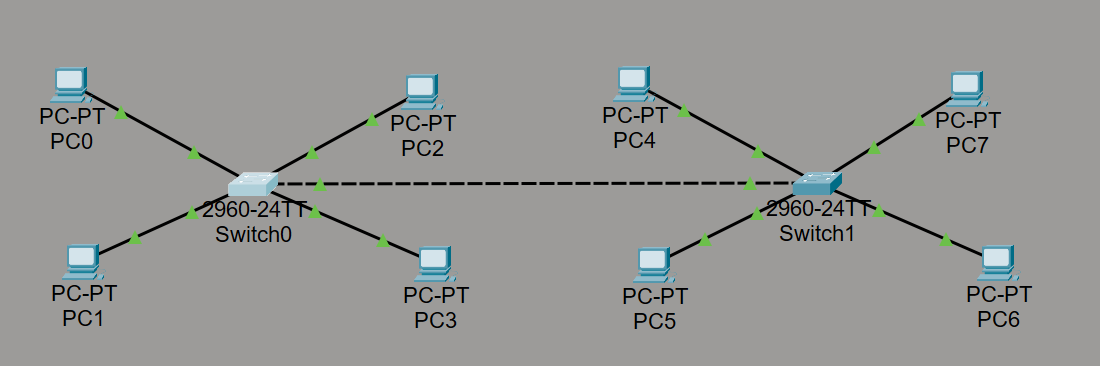 PC-PT
PC0
PC-PT
PC2
PC-PT
PC4
PC-PT
PC7
2960-24TT
Switch0
2960-24TT
Switch1
PC-PT
PC1
PC-PT
PC3
PC-PT
PC5
PC-PT
PC6